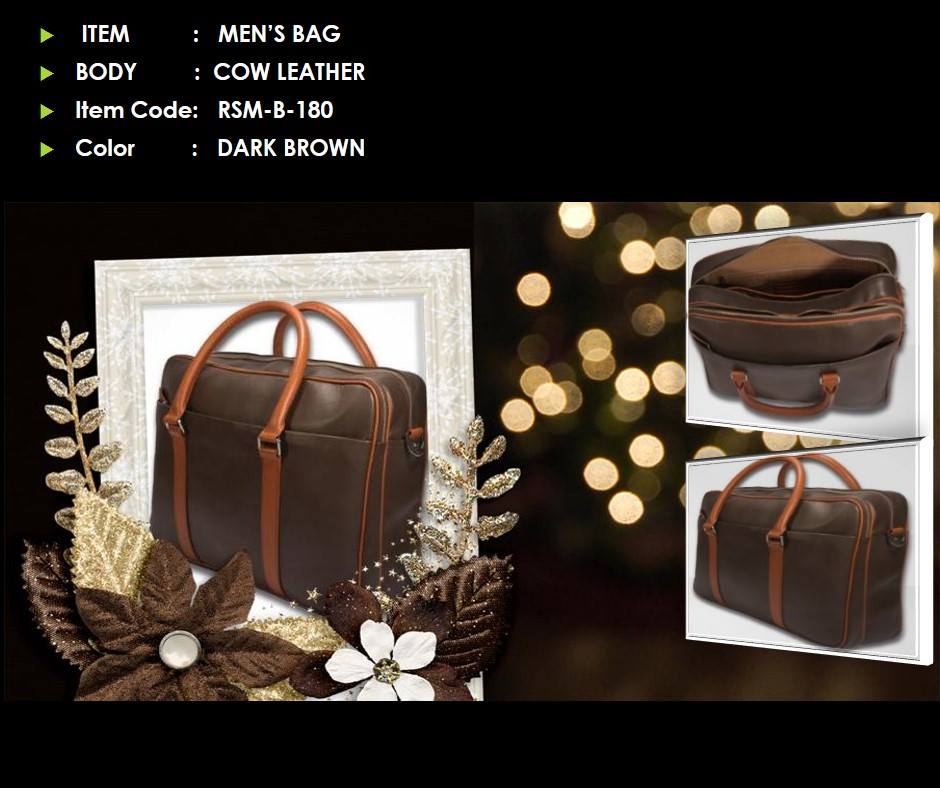 ITEM : MEN'S BAG
BODY : COW LEATHER
Item Code: RSM-B-180
Color : DARK BROWN